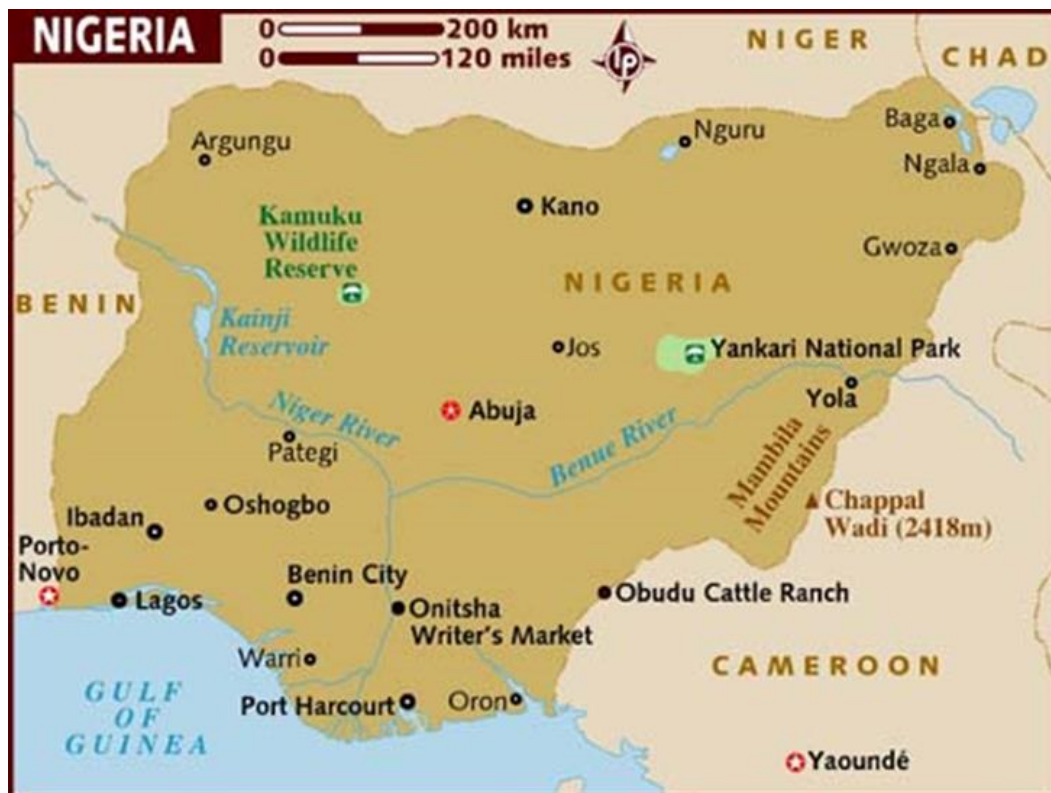 NIGERIA
0 200 km
0 120 miles
LP
NIGER
CHAD
Argungu
Nguru
Baga
Ngala
Kano
Kamuku
Wildlife
Reserve
Gwoza
NIGERIA
BENIN
Kainji
Reservoir
Jos
Yankari National Park
Yola
Niger River
Abuja
Benue River
Pategi
Mambila
Mountains
Chappal
Wadi (2418m)
Oshogbo
Ibadan
Porto-
Novo
Lagos
Benin City
Onitsha
Writer's Market
Obudu Cattle Ranch
Warri
CAMEROON
GULF
OF
GUINEA
Port Harcourt
Oron
Yaoundé